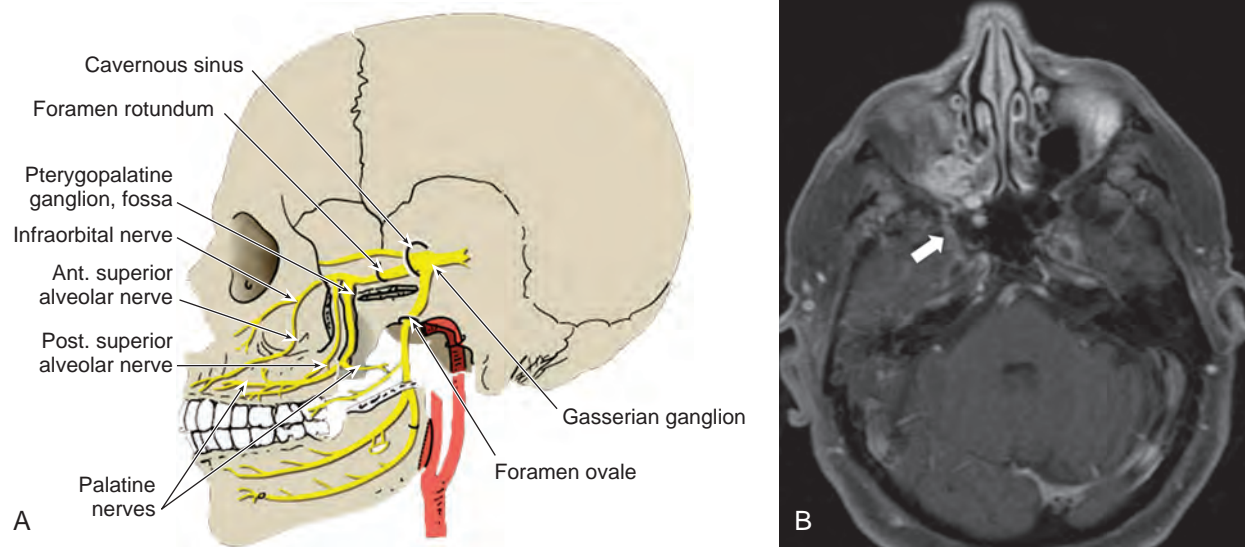 A
Cavernous sinus
Foramen rotundum
Pterygopalatine
ganglion, fossa
Infraorbital nerve
Ant. superior
alveolar nerve
Post. superior
alveolar nerve
Palatine
nerves
Gasserian ganglion
Foramen ovale
B